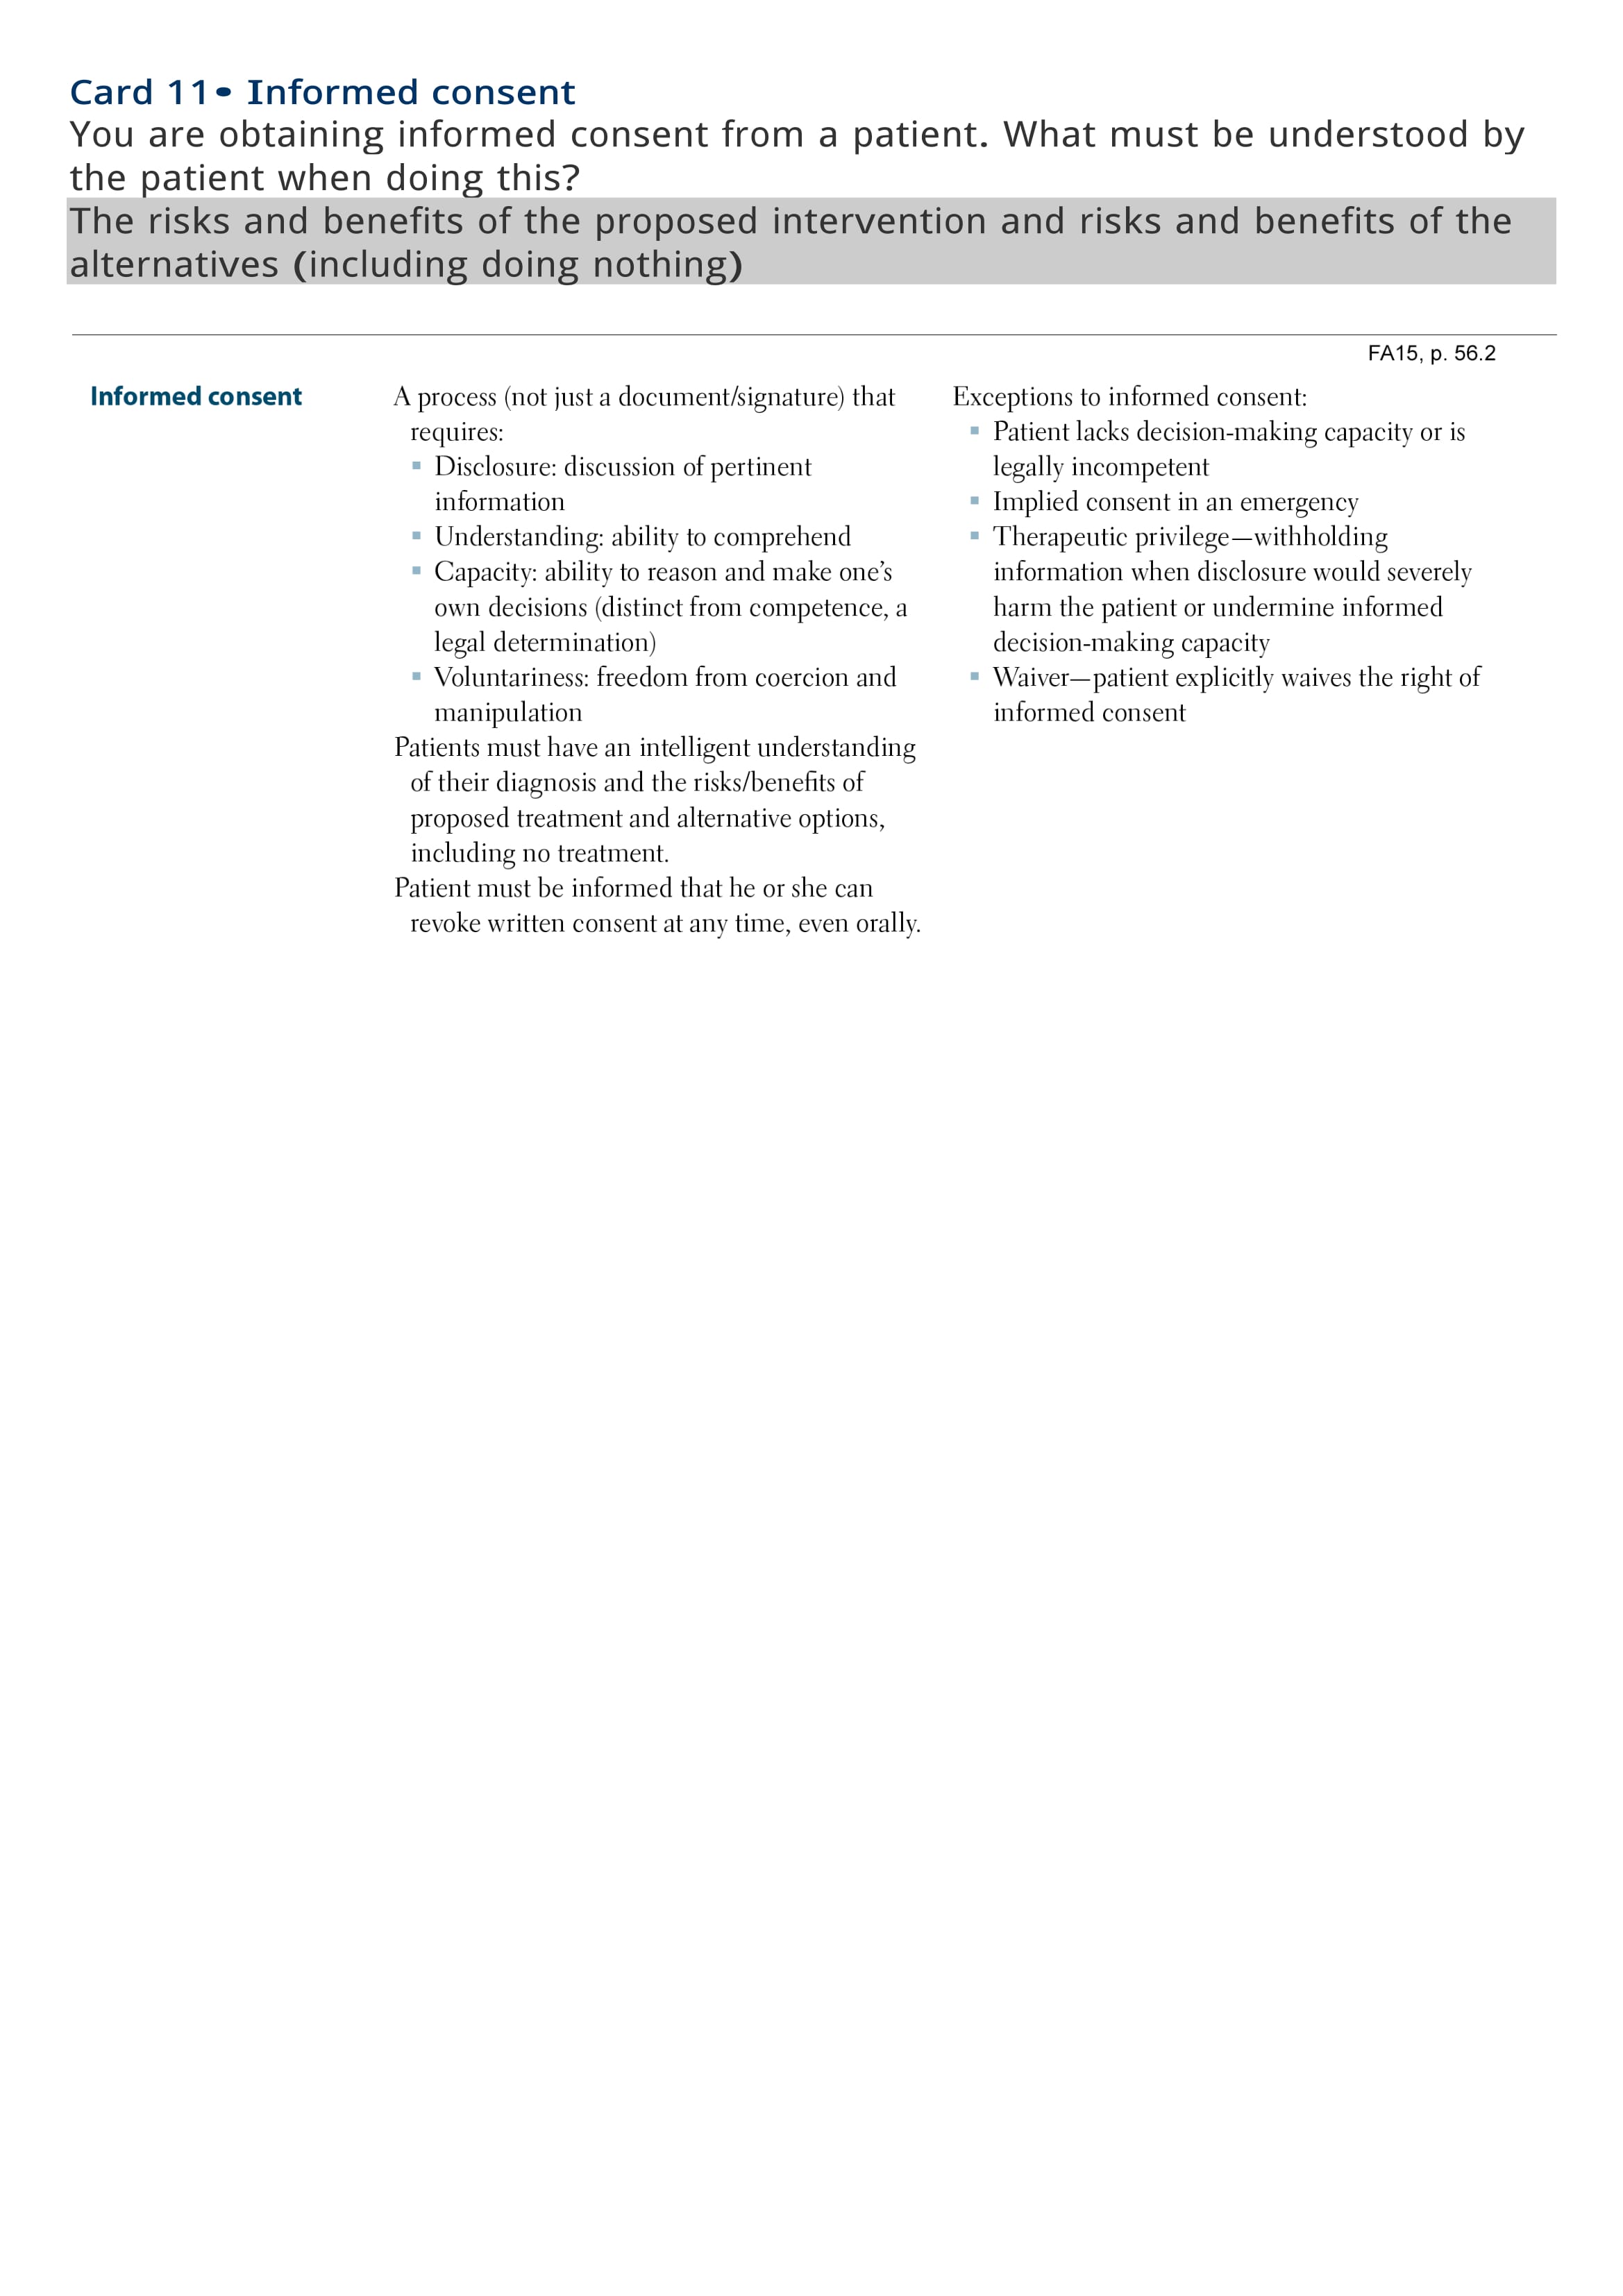 Card 11• Informed consent
You are obtaining informed consent from a patient. What must be understood by
the patient when doing this?
The risks and benefits of the proposed intervention and risks and benefits of the
alternatives (including doing nothing)
FA15, p. 56.2
Informed consent
A process (not just a document/signature) that
requires:
▪ Disclosure: discussion of pertinent
information
▪ Understanding: ability to comprehend
▪ Capacity: ability to reason and make one’s
own decisions (distinct from competence, a
legal determination)
▪ Voluntariness: freedom from coercion and
manipulation
Patients must have an intelligent understanding
of their diagnosis and the risks/benefits of
proposed treatment and alternative options,
including no treatment.
Patient must be informed that he or she can
revoke written consent at any time, even orally.
Exceptions to informed consent:
▪ Patient lacks decision-making capacity or is
legally incompetent
▪ Implied consent in an emergency
▪ Therapeutic privilege—withholding
information when disclosure would severely
harm the patient or undermine informed
decision-making capacity
▪ Waiver—patient explicitly waives the right of
informed consent